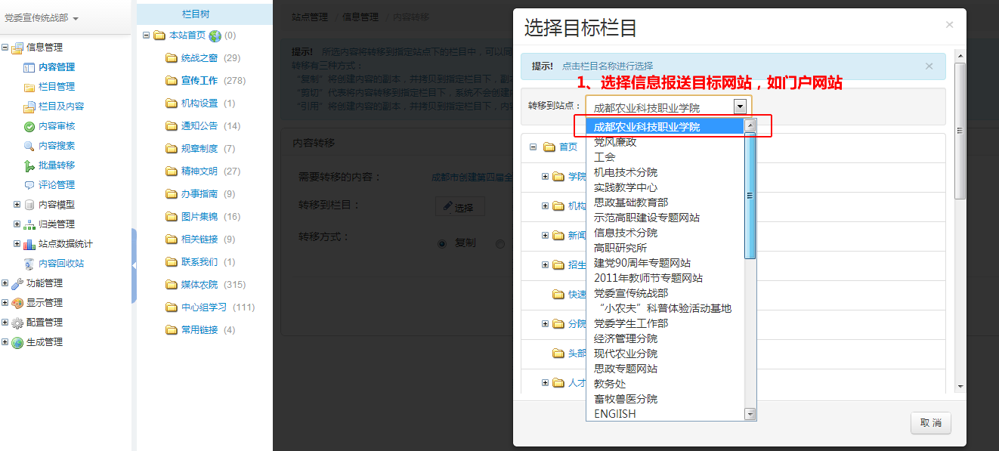 党委宣传统战部
信息管理
内容管理
栏目管理
栏目及内容
内容审核
内容搜索
批量转移
评论管理
内容模型
归类管理
站点数据统计
内容回收站
功能管理
显示管理
配置管理
生成管理
栏目树
本站首页 (0)
统战之窗 (29)
宣传工作 (278)
机构设置 (1)
通知公告 (14)
规章制度 (7)
精神文明 (27)
办事指南 (9)
图片集锦 (16)
相关链接 (9)
联系我们 (1)
媒体农院 (315)
中心组学习 (111)
常用链接 (4)
站点管理 / 信息管理 / 内容转移
提示! 所选内容将转移到指定站点下的栏目中，可以同
转移有三种方式:
“复制”将创建内容的副本，并拷贝到指定栏目下，副
“剪切”代表将内容转移到指定目下，系统不会创建内
“引用”将创建内容的副本，并拷贝到指定栏目下，内
内容转移
需要转移的内容：
成都市创建第四届全
转移到栏目：
选择
转移方式：
复制
选择目标栏目
×
提示! 点击栏目名称进行选择
×
1、选择信息报送目标网站，如门户网站
转移到站点：
成都农业科技职业学院
成都农业科技职业学院
党风廉政
工会
机电技术分院
实践教学中心
思政基础教育部
示范高职建设专题网站
信息技术分院
高职研究所
建党90周年专题网站
2011年教师节专题网站
党委宣传统战部
“小农夫”科普体验活动基地
党委学生工作部
经济管理分院
现代农业分院
思政专题网站
教务处
畜牧兽医分院
ENGlISH
首页
学院
机构
新闻
招生
快速
分院
头部
人才
取 消